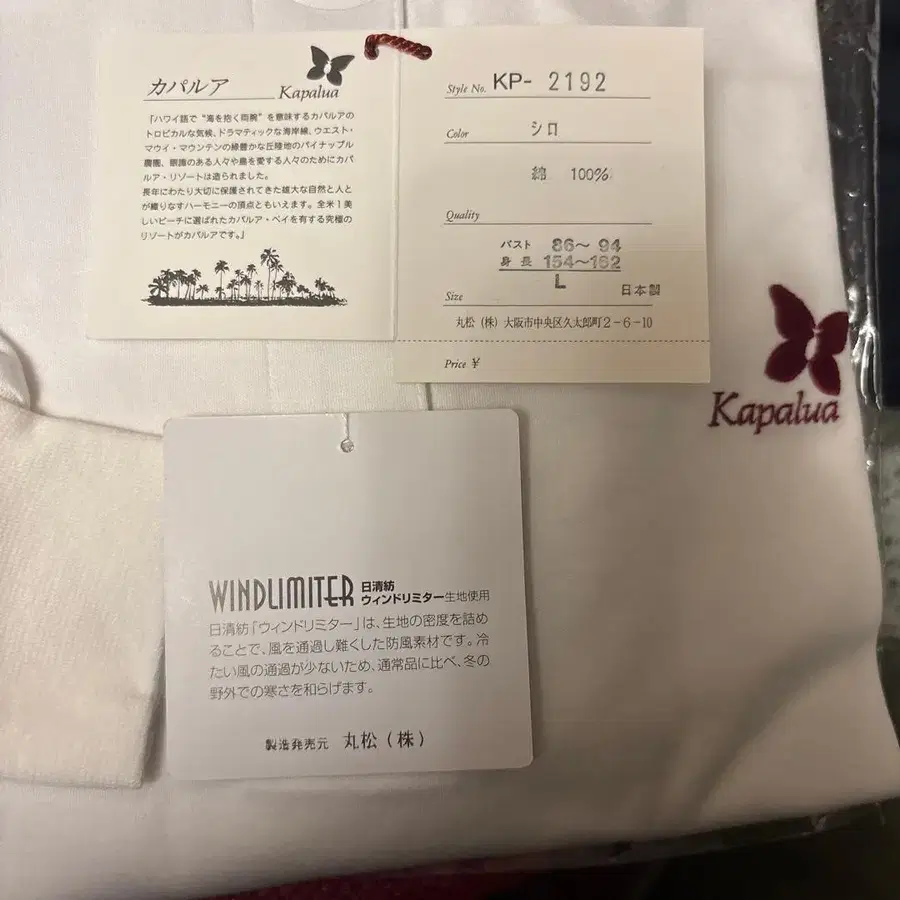 カパルア
Kapalua
「ハワイ語で“海を抱く両腕”を意味するカパルアの
トロピカルな気候、ドラマティックな海岸線、ウエスト・
マウイ・マウンテンの緑豊かな丘陵地のパイナップル
農園、眼識のある人々や島を愛する人々のためにカパ
ルア・リゾートは造られました。
長年にわたり大切に保護されてきた雄大な自然と人と
が織りなすハーモニーの頂点ともいえます。全米1美
しいビーチに選ばれたカパルア・ベイを有する究極の
リゾートがカパルアです。」
Style No. KP- 2192
Color シロ
綿 100%
Quality
バスト 86〜94
身長 154〜162
Size L 日本製
丸松（株）大阪市中央区久太郎町2-6-10
Price ¥
Kapalua
WINDLIMITER 日清紡
ウィンドリミター生地使用
日清紡「ウィンドリミター」は、生地の密度を詰め
ることで、風を通過し難くした防風素材です。冷
たい風の通過が少ないため、通常品に比べ、冬の
野外での寒さを和らげます。
製造発売元 丸松（株）